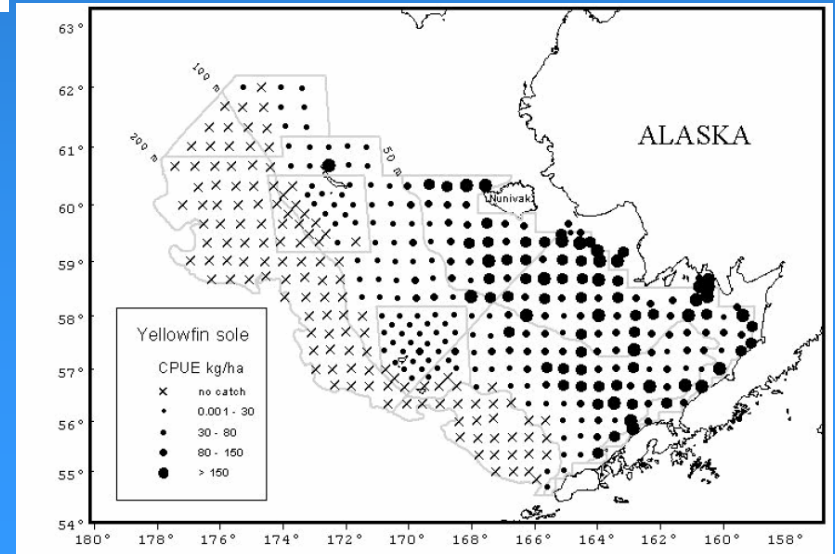 63°
62°
61°
60°
59°
58°
57°
56°
55°
54°
100 m
200 m
50 m
ALASKA
Nunivak
Yellowfin sole
CPUE kg/ha
no catch
0.001 - 30
30 - 80
80 - 150
> 150
180° 178° 176° 174° 172° 170° 168° 166° 164° 162° 160° 158°